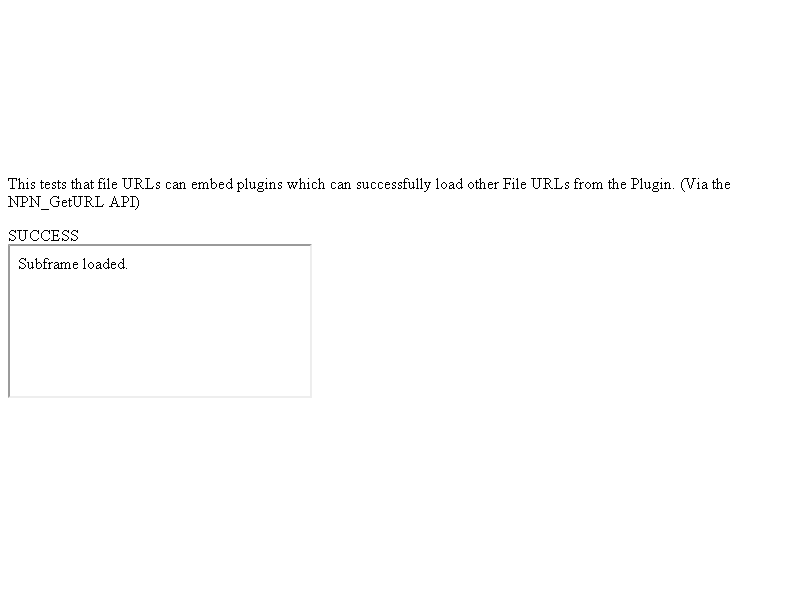 This tests that file URLs can embed plugins which can successfully load other File URLs from the Plugin. (Via the
NPN_GetURL API)
SUCCESS
Subframe loaded.